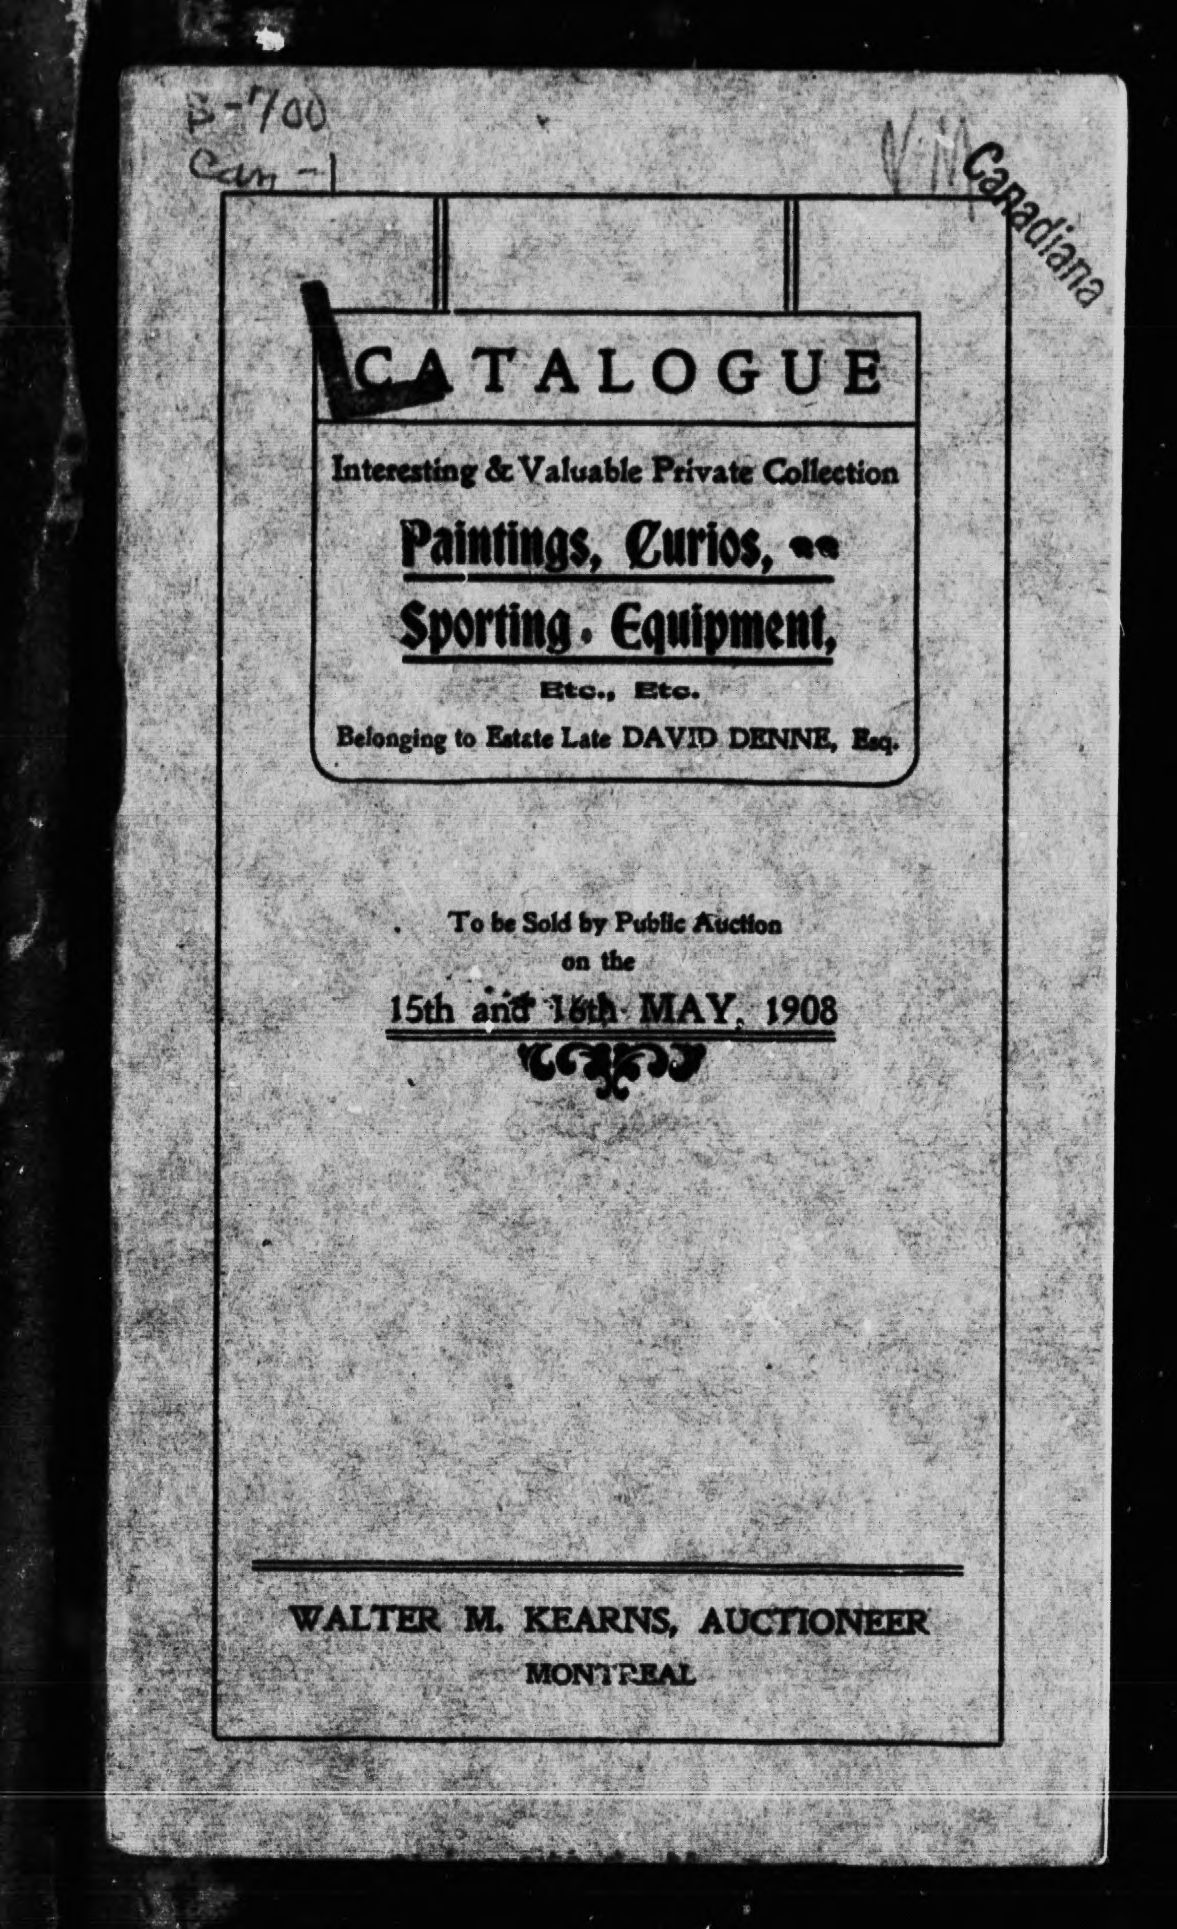 B-700
Can-1
Canadiana
CATALOGUE
Interesting & Valuable Private Collection
Paintings, Curios,
Sporting. Equipment,
Etc., Etc.
Belonging to Estate Late DAVID DENNE, Esq.
To be Sold by Public Auction
on the
15th and 16th MAY, 1908
WALTER M. KEARNS, AUCTIONEER
MONTREAL